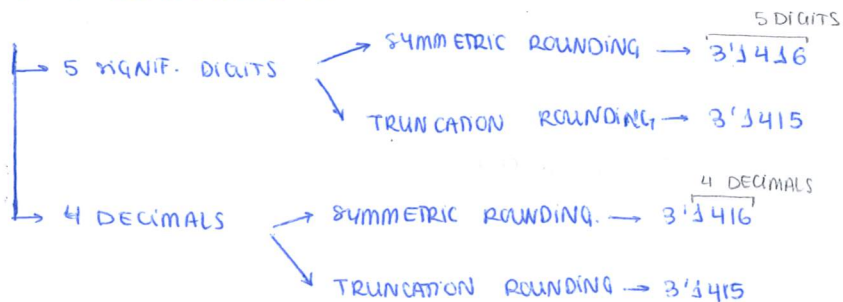 5 DIGITS
5 SIGNIF. DIGITS → SYMMETRIC ROUNDING → 3'1416
TRUNCATION ROUNDING → 3'1415
4 DECIMALS
4 DECIMALS → SYMMETRIC ROUNDING. → 3'1416
TRUNCATION ROUNDING → 3'1415